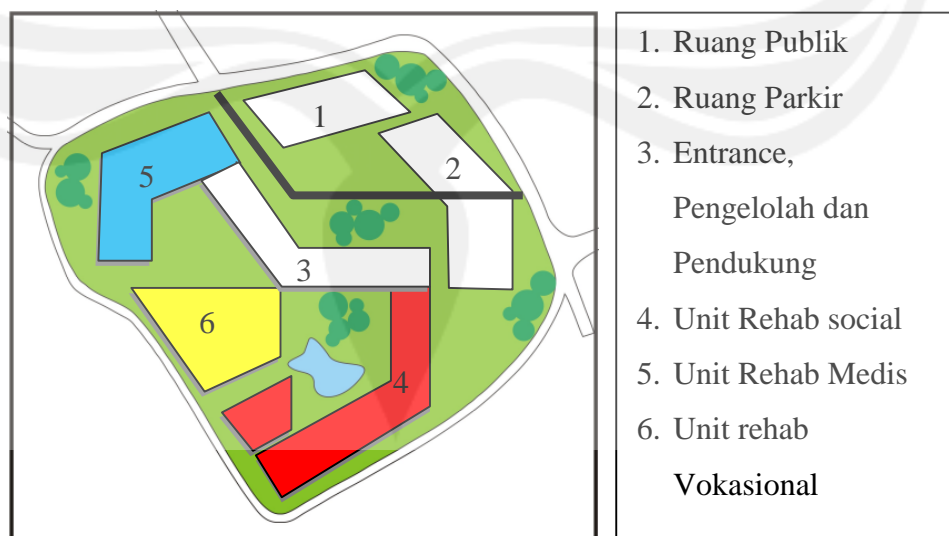 1
2
5
3
6
4
1. Ruang Publik
2. Ruang Parkir
3. Entrance,
Pengelolah dan
Pendukung
4. Unit Rehab social
5. Unit Rehab Medis
6. Unit rehab
Vokasional